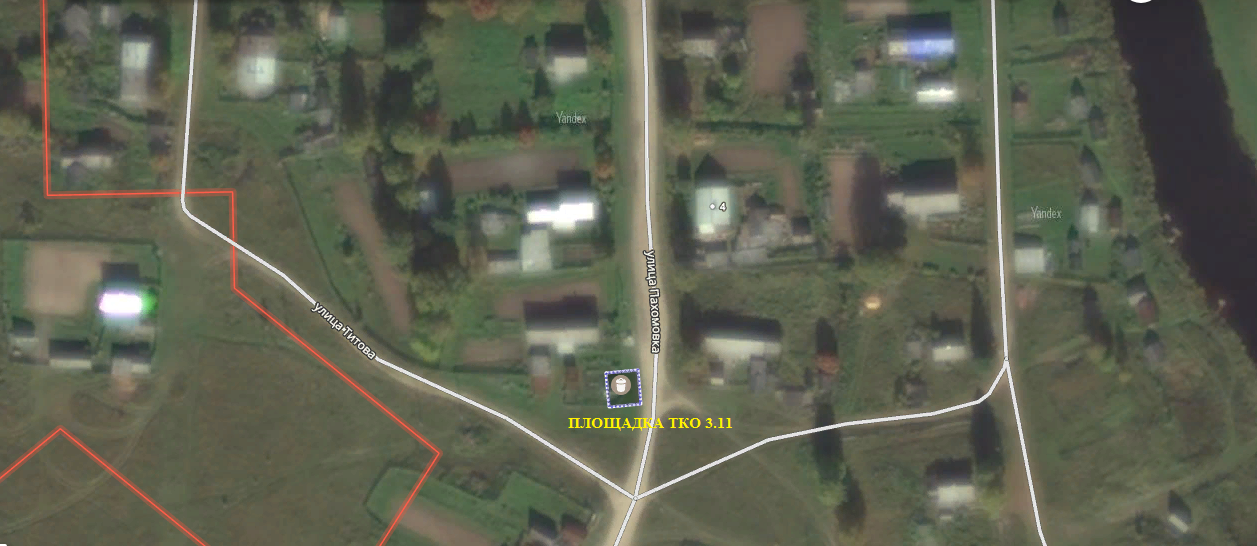 Yandex
4
Yandex
улица Пахомовка
улица Титова
ПЛОЩАДКА ТКО 3.11